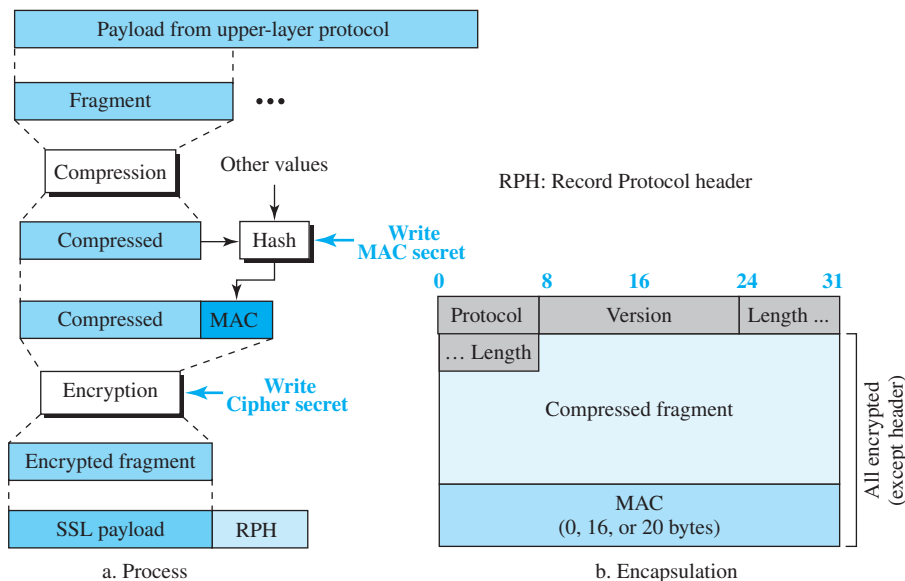 Payload from upper-layer protocol
Fragment
Compression
Other values
RPH: Record Protocol header
Compressed
Hash
Write
MAC secret
Compressed
MAC
Encryption
Write
Cipher secret
Encrypted fragment
SSL payload
RPH
a. Process
0
8
16
24
31
Protocol
Version
Length ...
... Length
Compressed fragment
MAC
(0, 16, or 20 bytes)
All encrypted
(except header)
b. Encapsulation